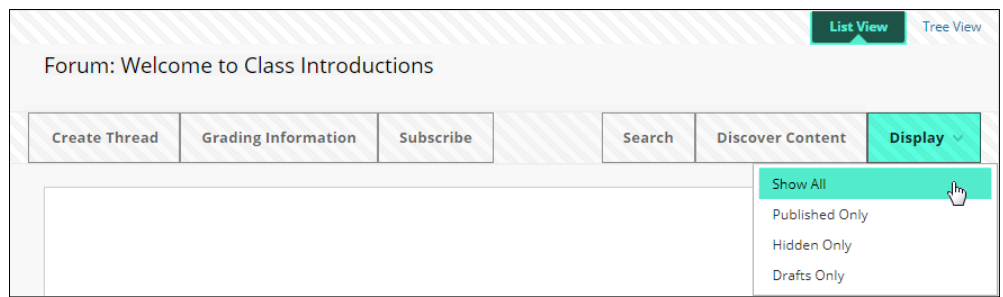 List View Tree View
Forum: Welcome to Class Introductions
Create Thread Grading Information Subscribe Search Discover Content Display
Show All
Published Only
Hidden Only
Drafts Only